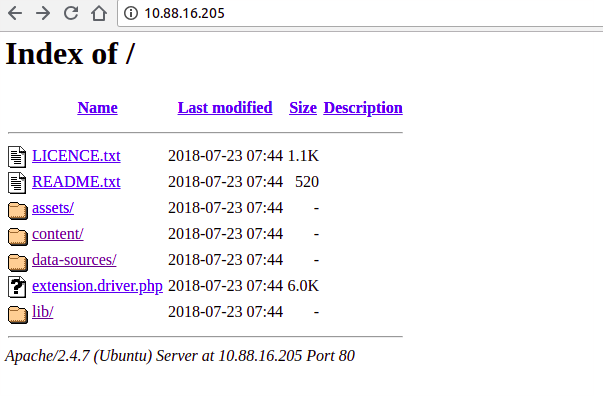 10.88.16.205
Index of /
Name Last modified Size Description
LICENCE.txt 2018-07-23 07:44 1.1K
README.txt 2018-07-23 07:44 520
assets/ 2018-07-23 07:44 -
content/ 2018-07-23 07:44 -
data-sources/ 2018-07-23 07:44 -
extension.driver.php 2018-07-23 07:44 6.0K
lib/ 2018-07-23 07:44 -
Apache/2.4.7 (Ubuntu) Server at 10.88.16.205 Port 80